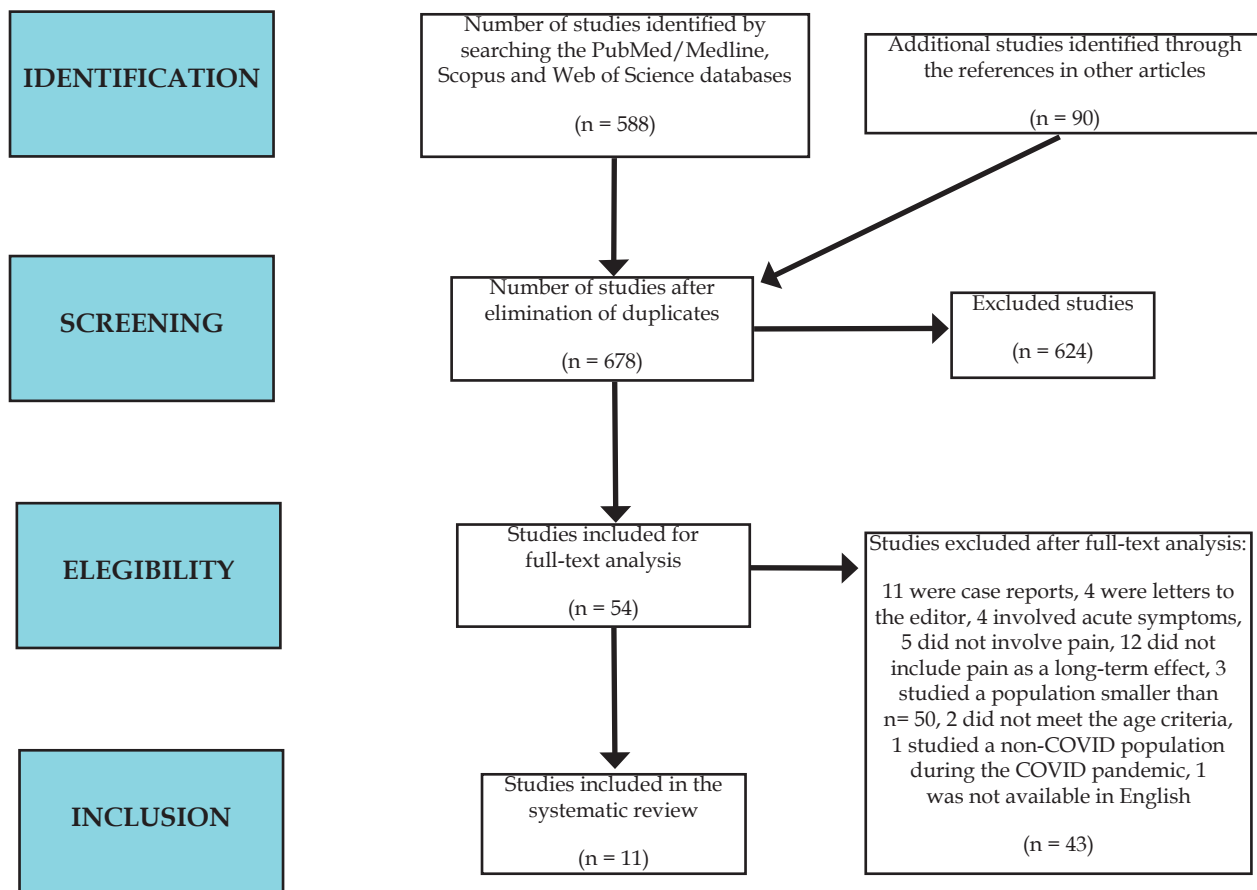 IDENTIFICATION
Number of studies identified by
searching the PubMed/Medline,
Scopus and Web of Science databases
(n = 588)
Additional studies identified through
the references in other articles
(n = 90)
SCREENING
Number of studies after
elimination of duplicates
(n = 678)
Excluded studies
(n = 624)
ELEGIBILITY
Studies included for
full-text analysis
(n = 54)
Studies excluded after full-text analysis:
11 were case reports, 4 were letters to
the editor, 4 involved acute symptoms,
5 did not involve pain, 12 did not
include pain as a long-term effect, 3
studied a population smaller than
n= 50, 2 did not meet the age criteria,
1 studied a non-COVID population
during the COVID pandemic, 1
was not available in English
(n = 43)
INCLUSION
Studies included in the
systematic review
(n = 11)